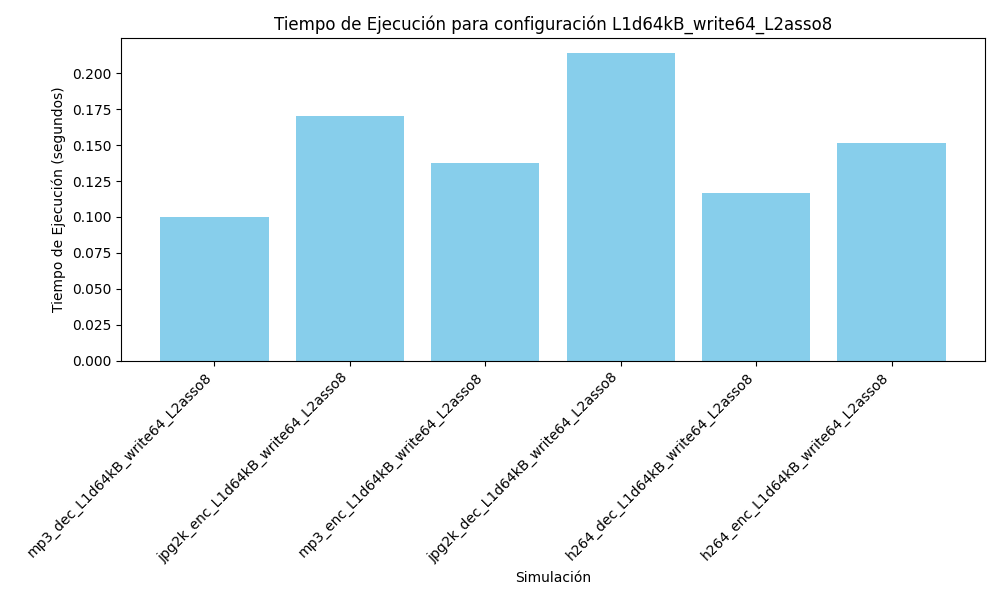 Tiempo de Ejecución para configuración L1d64kB_write64_L2asso8
Tiempo de Ejecución (segundos)
0.200
0.175
0.150
0.125
0.100
0.075
0.050
0.025
0.000
mp3_dec_L1d64kB_write64_L2asso8
jpg2k_enc_L1d64kB_write64_L2asso8
mp3_enc_L1d64kB_write64_L2asso8
jpg2k_dec_L1d64kB_write64_L2asso8
h264_dec_L1d64kB_write64_L2asso8
h264_enc_L1d64kB_write64_L2asso8
Simulación